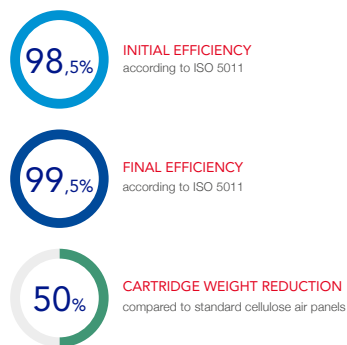 98,5%
INITIAL EFFICIENCY
according to ISO 5011
99,5%
FINAL EFFICIENCY
according to ISO 5011
50%
CARTRIDGE WEIGHT REDUCTION
compared to standard cellulose air panels